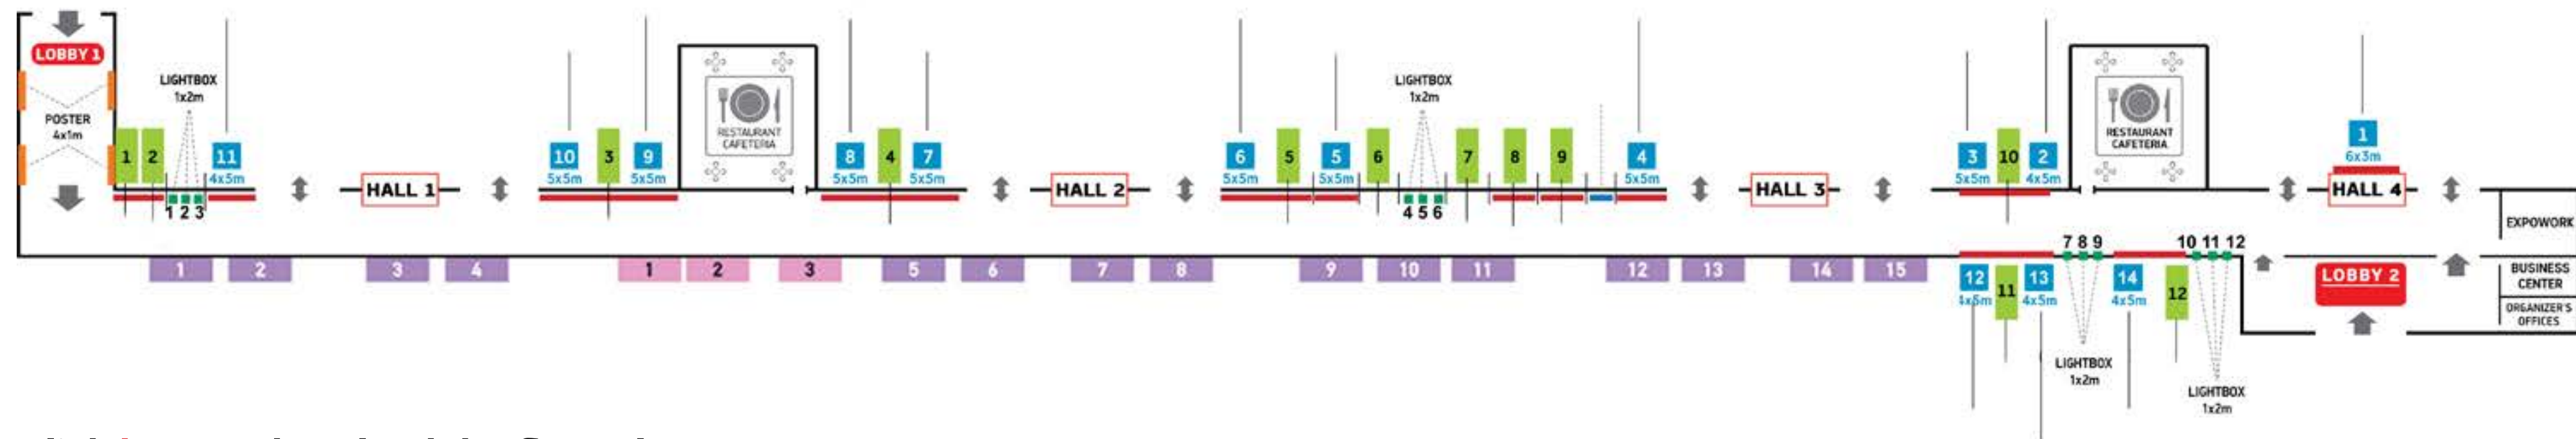 LOBBY 1
POSTER
4x1m
1
2
LIGHTBOX
1x2m
1 2 3
11
4x5m
HALL 1
10
5x5m
3
9
5x5m
RESTAURANT
CAFETERIA
8
5x5m
4
7
5x5m
HALL 2
6
5x5m
5
5
5x5m
6
LIGHTBOX
1x2m
4 5 6
7
8
9
4
5x5m
HALL 3
3
5x5m
10
2
4x5m
RESTAURANT
CAFETERIA
1
6x3m
HALL 4
EXPOWORK
1
2
3
4
1
2
3
5
6
7
8
9
10
11
12
13
14
15
7 8 9
10 11 12
12
4x5m
11
13
4x5m
14
4x5m
12
LIGHTBOX
1x2m
LIGHTBOX
1x2m
LOBBY 2
BUSINESS
CENTER
ORGANIZER'S
OFFICES